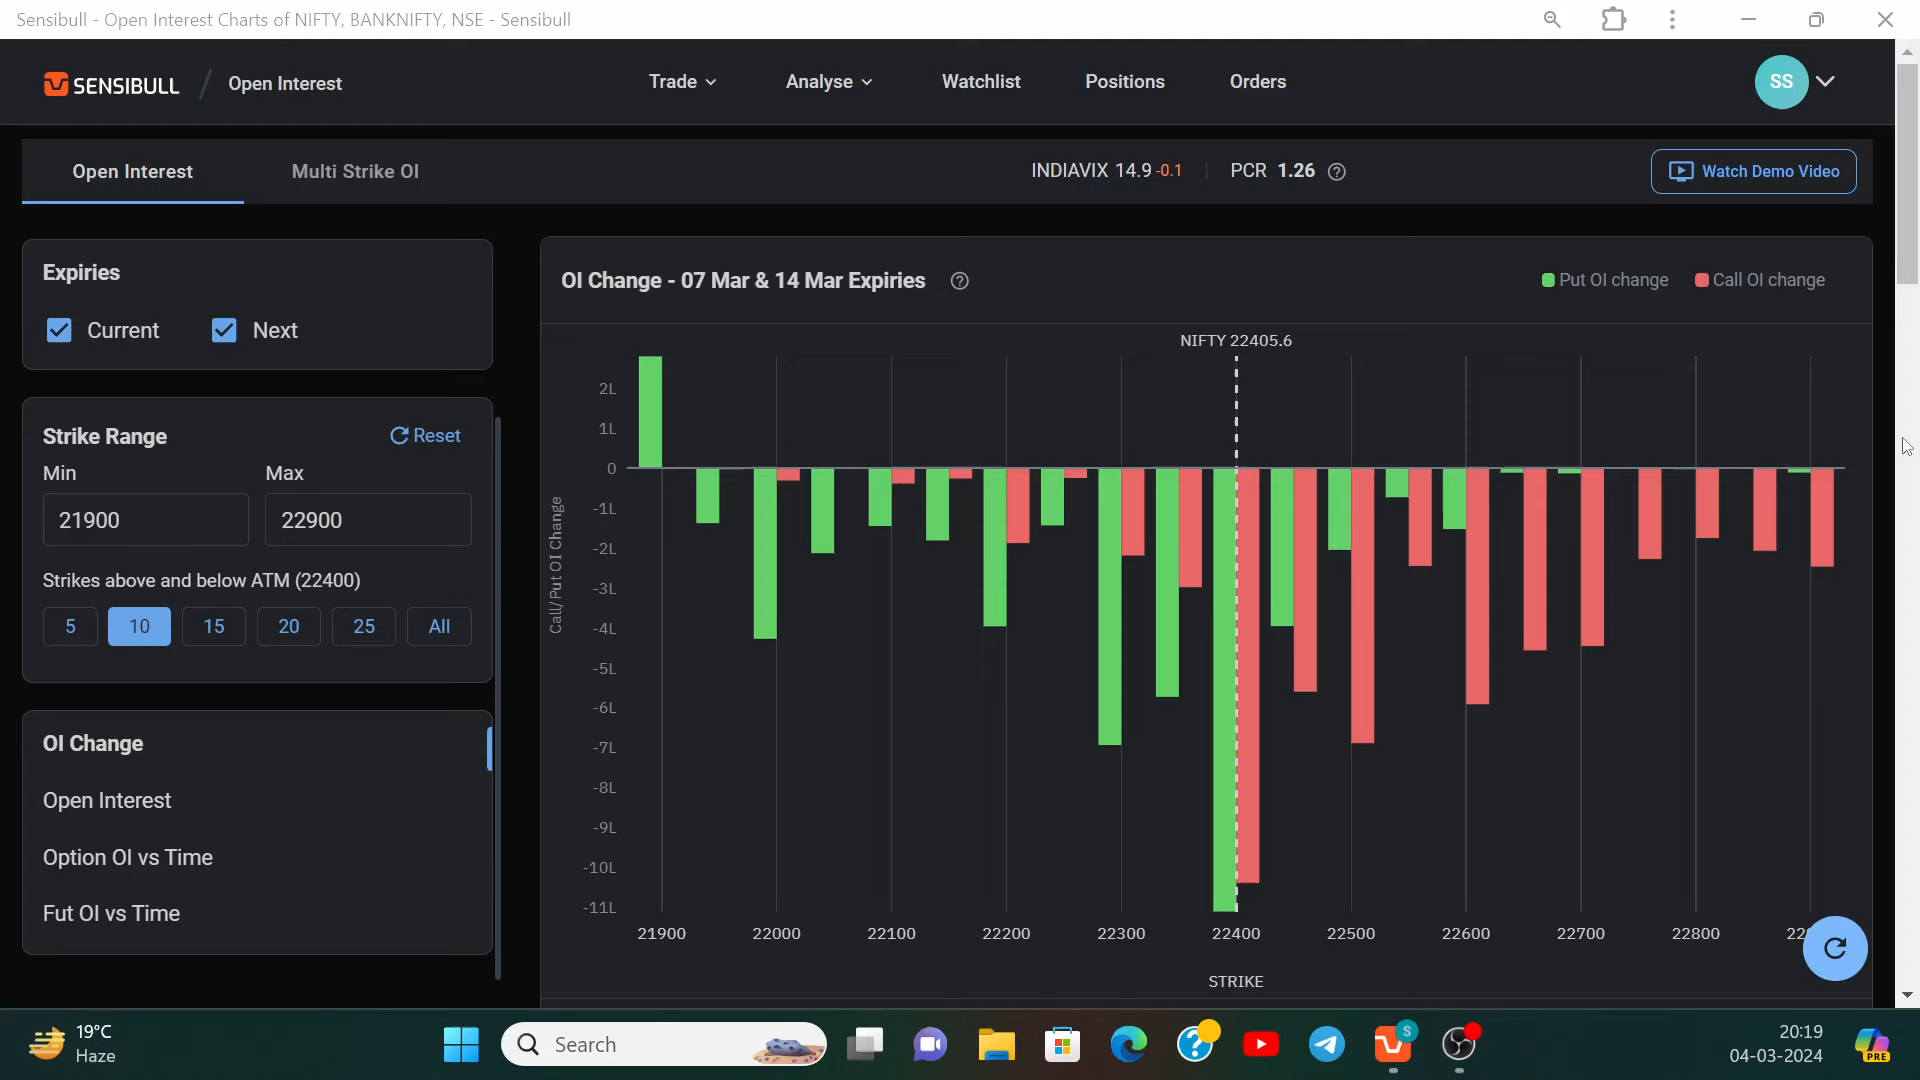 Sensibull - Open Interest Charts of NIFTY, BANKNIFTY, NSE - Sensibull
SENSIBULL / Open Interest
Trade
Analyse
Watchlist
Positions
Orders
SS
Open Interest
Multi Strike OI
INDIAVIX 14.9 -0.1
PCR 1.26
Watch Demo Video
Expiries
Current
Next
Strike Range
Reset
Min
Max
21900
22900
Strikes above and below ATM (22400)
5
10
15
20
25
All
OI Change
Open Interest
Option OI vs Time
Fut OI vs Time
OI Change - 07 Mar & 14 Mar Expiries
Put OI change
Call OI change
NIFTY 22405.6
Call/Put OI Change
2L
1L
0
-1L
-2L
-3L
-4L
-5L
-6L
-7L
-8L
-9L
-10L
-11L
21900
22000
22100
22200
22300
22400
22500
22600
22700
22800
STRIKE
19°C
Haze
Search
S
20:19
04-03-2024
PRE